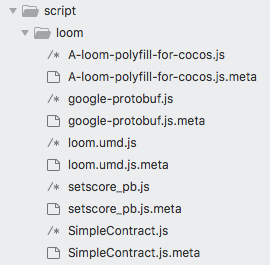 script
loom
/* A-loom-polyfill-for-cocos.js
A-loom-polyfill-for-cocos.js.meta
/* google-protobuf.js
google-protobuf.js.meta
/* loom.umd.js
loom.umd.js.meta
/* setscore_pb.js
setscore_pb.js.meta
/* SimpleContract.js
SimpleContract.js.meta